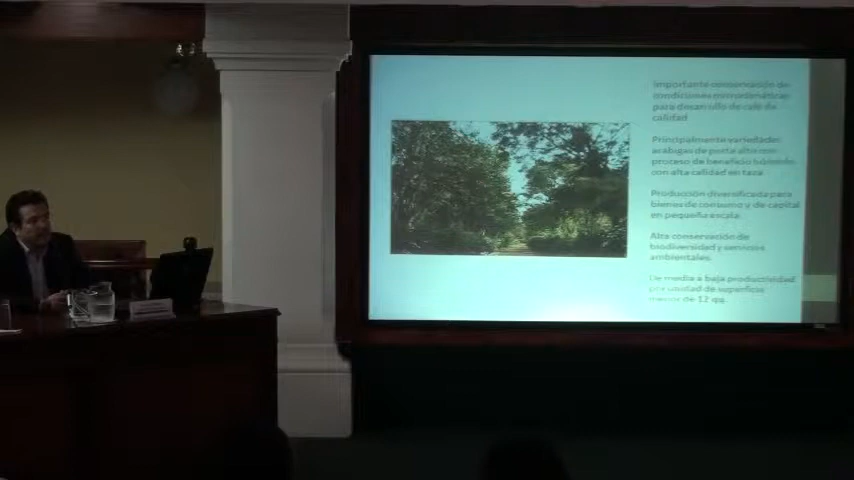 Importante conservación de
condiciones microclimáticas
para desarrollo de café de
calidad
Principalmente variedades
arábigas de porte alto con
proceso de beneficio húmedo
con alta calidad en taza
Producción diversificada para
bienes de consumo y de capital
en pequeña escala.
Alta conservación de
biodiversidad y servicios
ambientales.
De media a baja productividad
por unidad de superficie
menor de 12 qq.